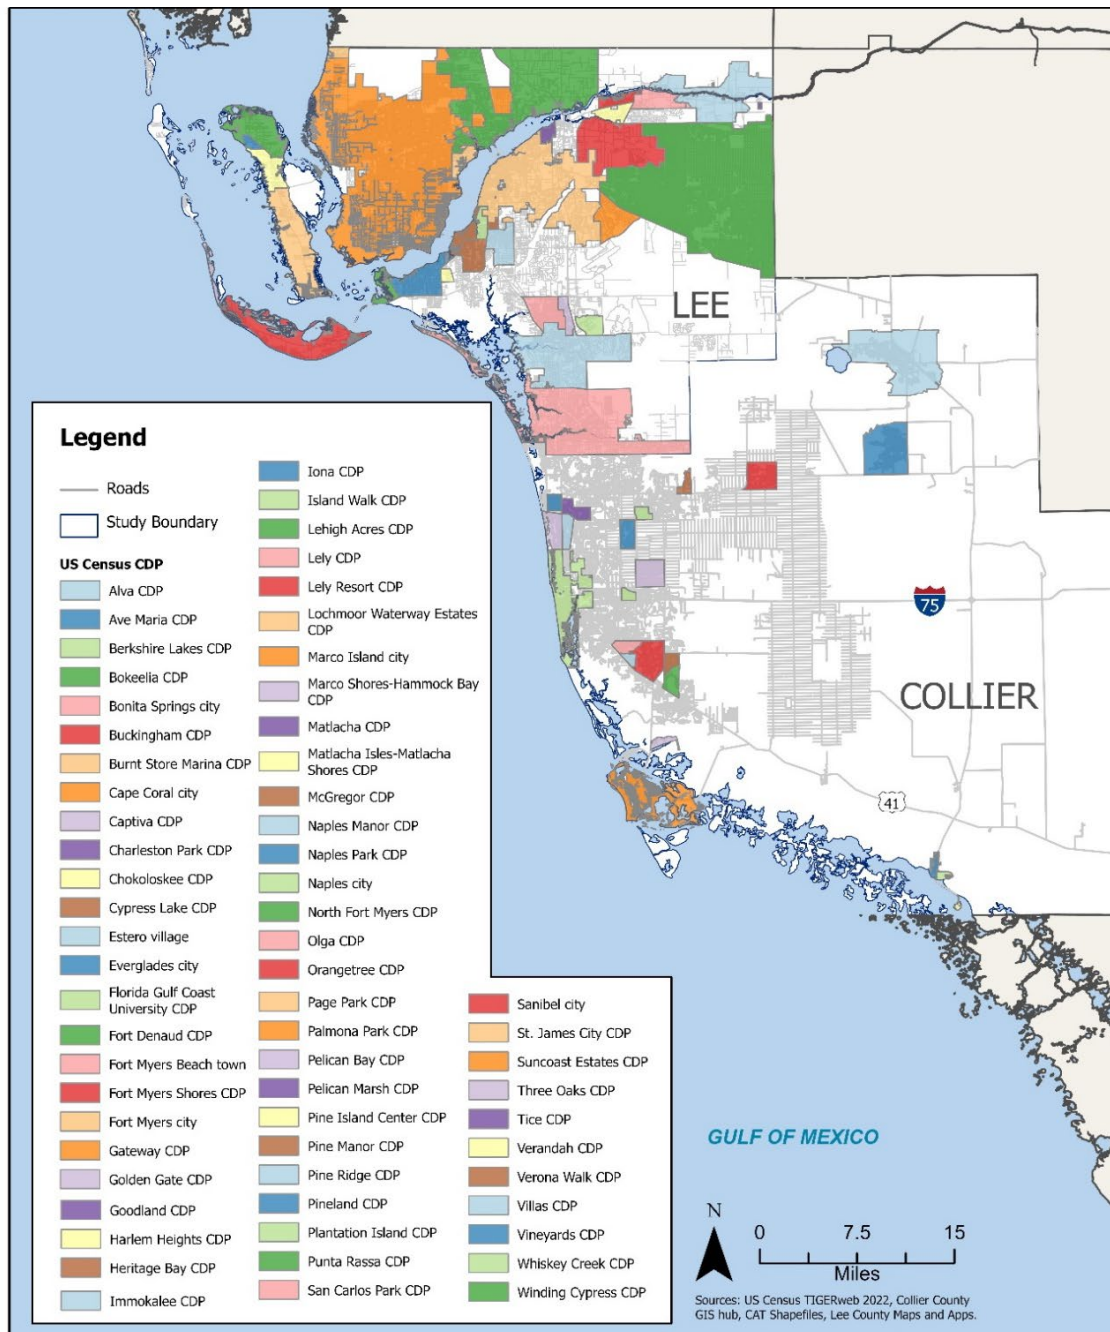 LEE
75
COLLIER
41
Legend
Roads
Study Boundary
US Census CDP
Alva CDP
Ave Maria CDP
Berkshire Lakes CDP
Bokeelia CDP
Bonita Springs city
Buckingham CDP
Burnt Store Marina CDP
Cape Coral city
Captiva CDP
Charleston Park CDP
Chokoloskee CDP
Cypress Lake CDP
Estero village
Everglades city
Florida Gulf Coast
University CDP
Fort Denaud CDP
Fort Myers Beach town
Fort Myers Shores CDP
Fort Myers city
Gateway CDP
Golden Gate CDP
Goodland CDP
Harlem Heights CDP
Heritage Bay CDP
Immokalee CDP
Iona CDP
Island Walk CDP
Lehigh Acres CDP
Lely CDP
Lely Resort CDP
Lochmoor Waterway Estates
CDP
Marco Island city
Marco Shores-Hammock Bay
CDP
Matlacha CDP
Matlacha Isles-Matlacha
Shores CDP
McGregor CDP
Naples Manor CDP
Naples Park CDP
Naples city
North Fort Myers CDP
Olga CDP
Orangetree CDP
Page Park CDP
Palmona Park CDP
Pelican Bay CDP
Pelican Marsh CDP
Pine Island Center CDP
Pine Manor CDP
Pine Ridge CDP
Pineland CDP
Plantation Island CDP
Punta Rassa CDP
San Carlos Park CDP
Sanibel city
St. James City CDP
Suncoast Estates CDP
Three Oaks CDP
Tice CDP
Verandah CDP
Verona Walk CDP
Villas CDP
Vineyards CDP
Whiskey Creek CDP
Winding Cypress CDP
GULF OF MEXICO
N
0 7.5 15
Miles
Sources: US Census TIGERweb 2022, Collier County
GIS hub, CAT Shapefiles, Lee County Maps and Apps.